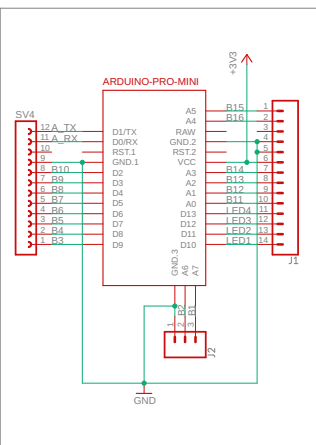 +3V3
ARDUINO-PRO-MINI
SV4
12 A_TX D1/TX
11 A_RX D0/RX
10 RST.1
9 GND.1
8 B10 D2
7 B9 D3
6 B8 D4
5 B7 D5
4 B6 D6
3 B5 D7
2 B4 D8
1 B3 D9
A5 B15 1
A4 B16 2
RAW 3
GND.2 4
RST.2 5
VCC 6
A3 B14 7
A2 B13 8
A1 B12 9
A0 B11 10
D13 LED4 11
D12 LED3 12
D11 LED2 13
D10 LED1 14
J1
GND.3 A6 A7
B2 B1
1 2 3
J2
GND